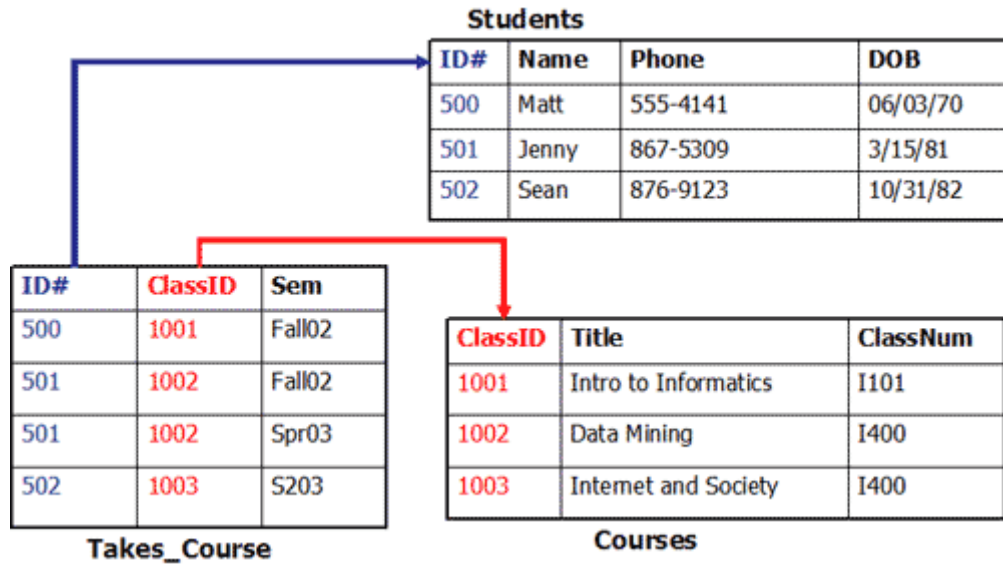 Students
ID# Name Phone DOB
500 Matt 555-4141 06/03/70
501 Jenny 867-5309 3/15/81
502 Sean 876-9123 10/31/82
ID# ClassID Sem
500 1001 Fall02
501 1002 Fall02
501 1002 Spr03
502 1003 S203
Takes_Course
ClassID Title ClassNum
1001 Intro to Informatics I101
1002 Data Mining I400
1003 Internet and Society I400
Courses